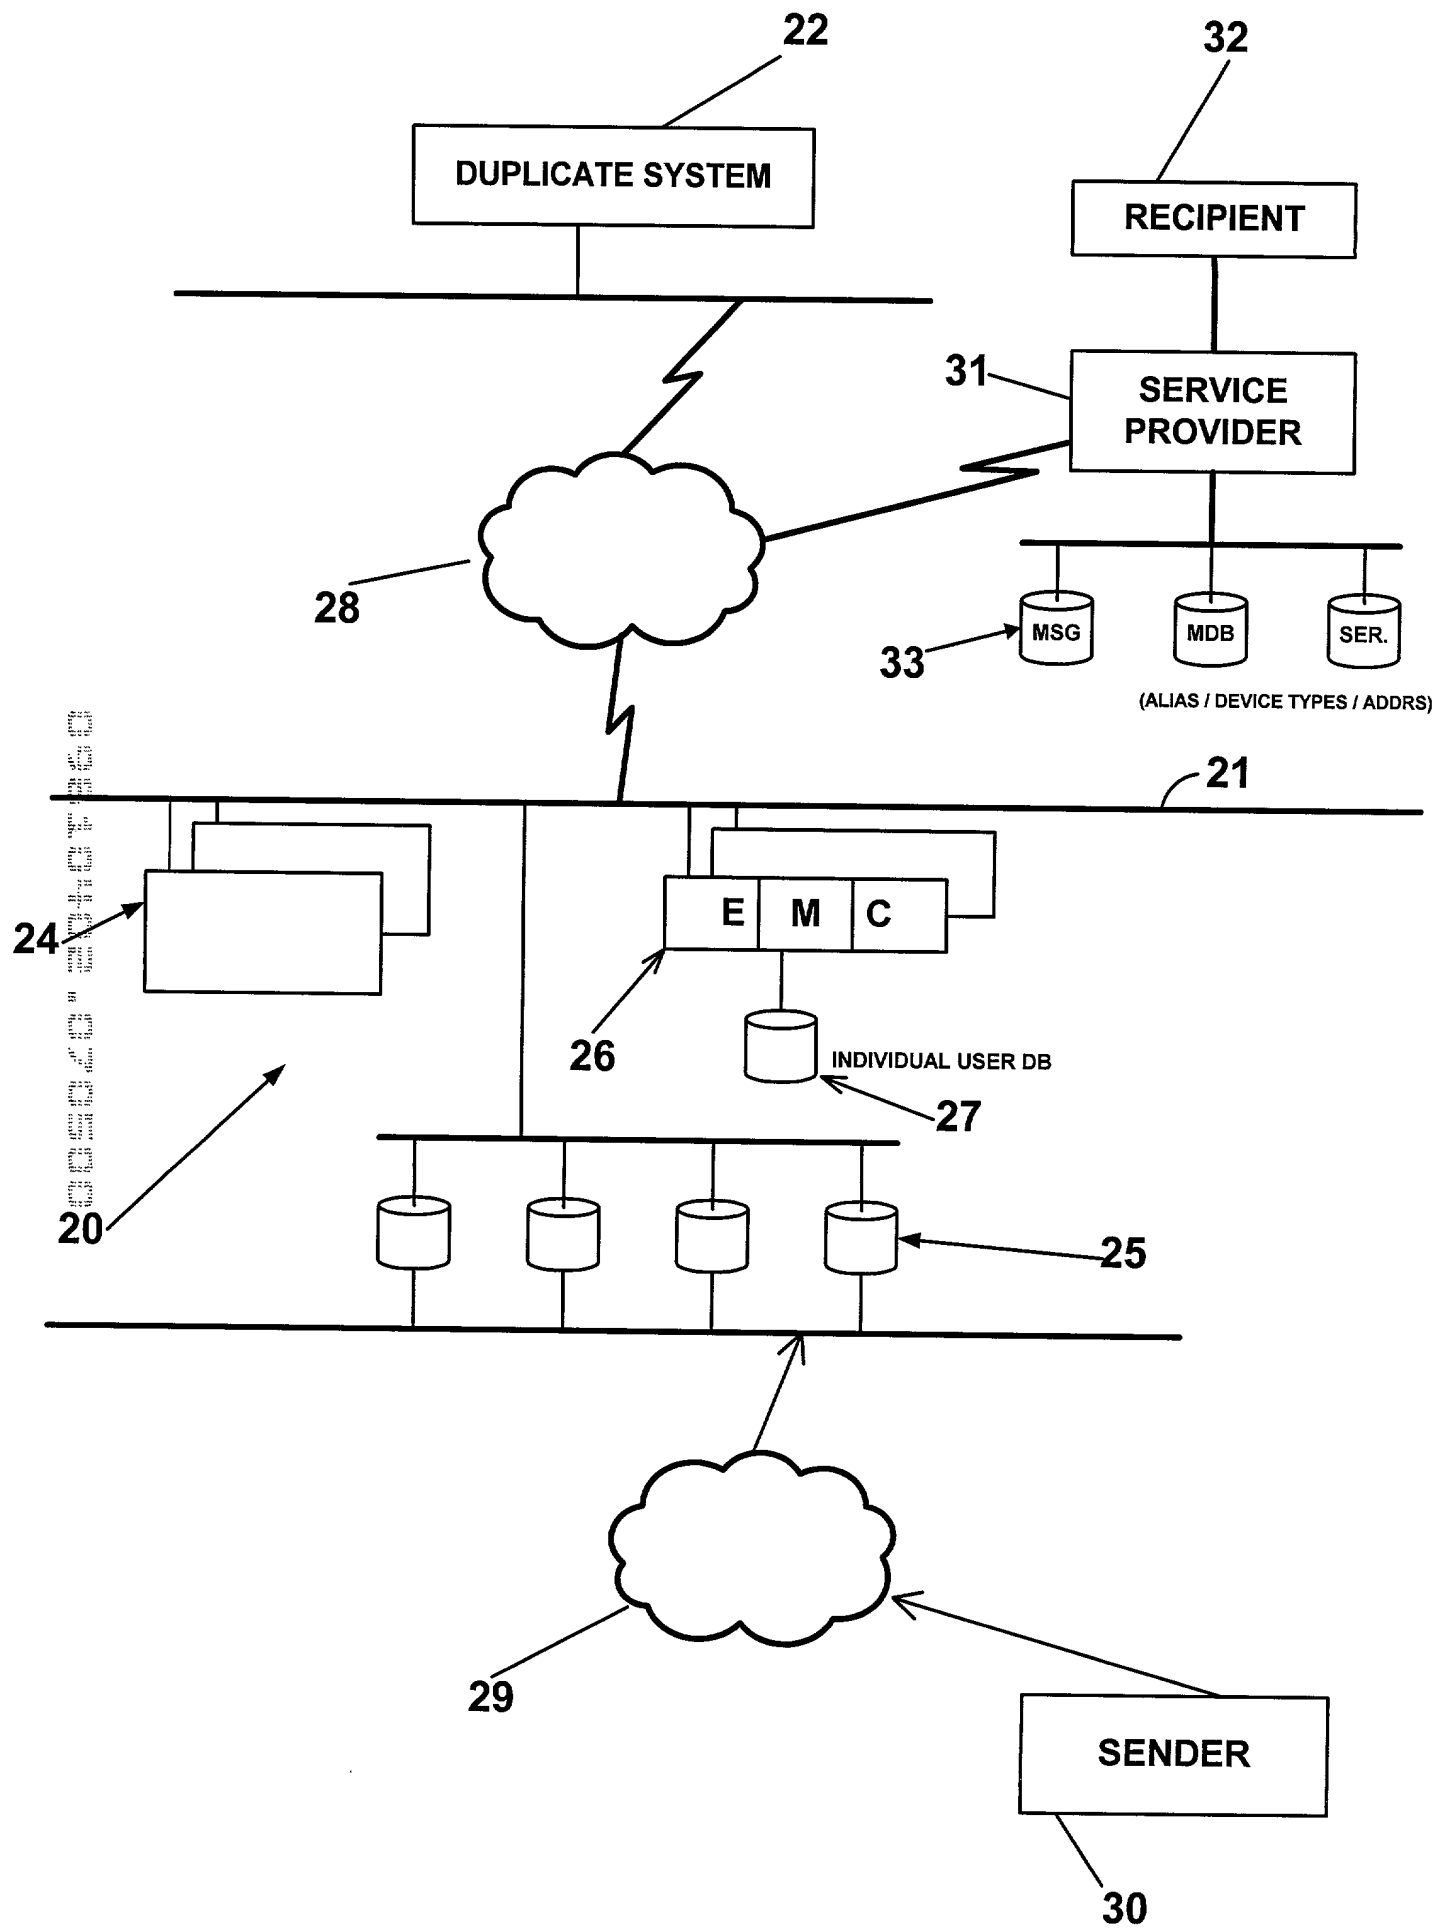 22
32
DUPLICATE SYSTEM
RECIPIENT
31
SERVICE
PROVIDER
28
33
MSG
MDB
SER.
(ALIAS / DEVICE TYPES / ADDRS)
21
24
E M C
26
INDIVIDUAL USER DB
27
20
25
29
SENDER
30